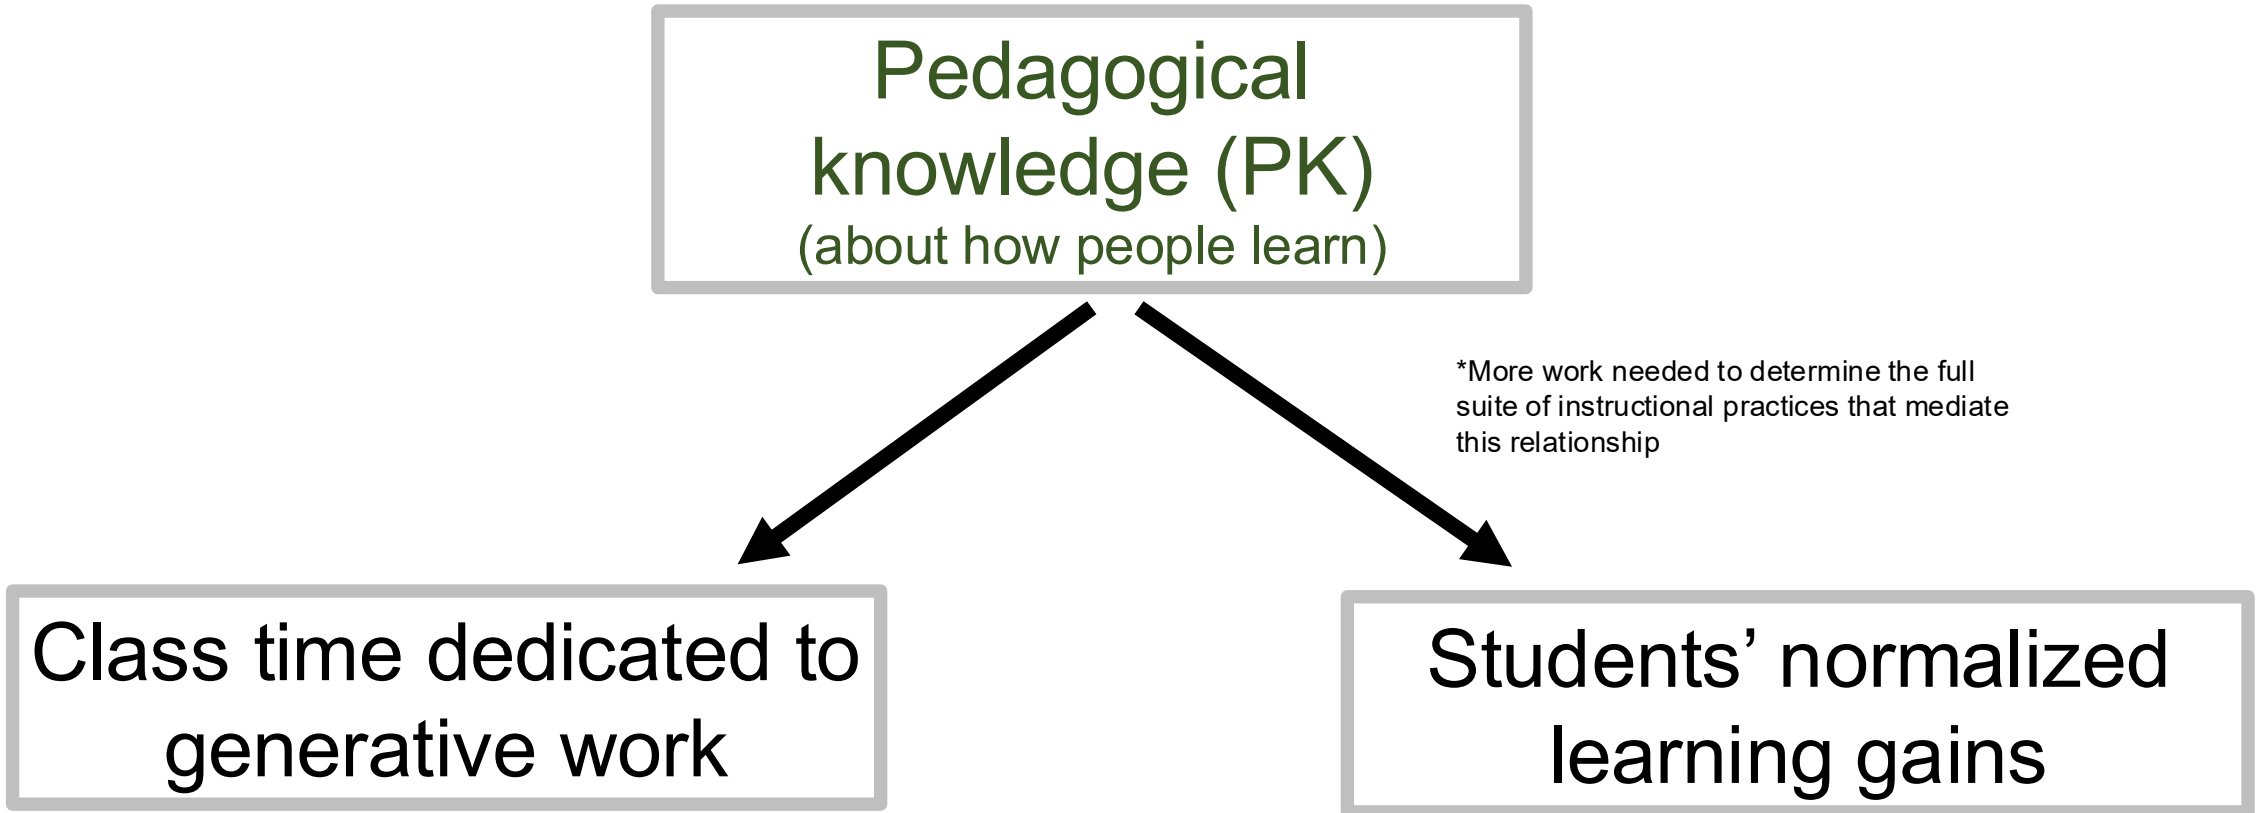 Pedagogical
knowledge (PK)
(about how people learn)
*More work needed to determine the full
suite of instructional practices that mediate
this relationship
Class time dedicated to
generative work
Students’ normalized
learning gains